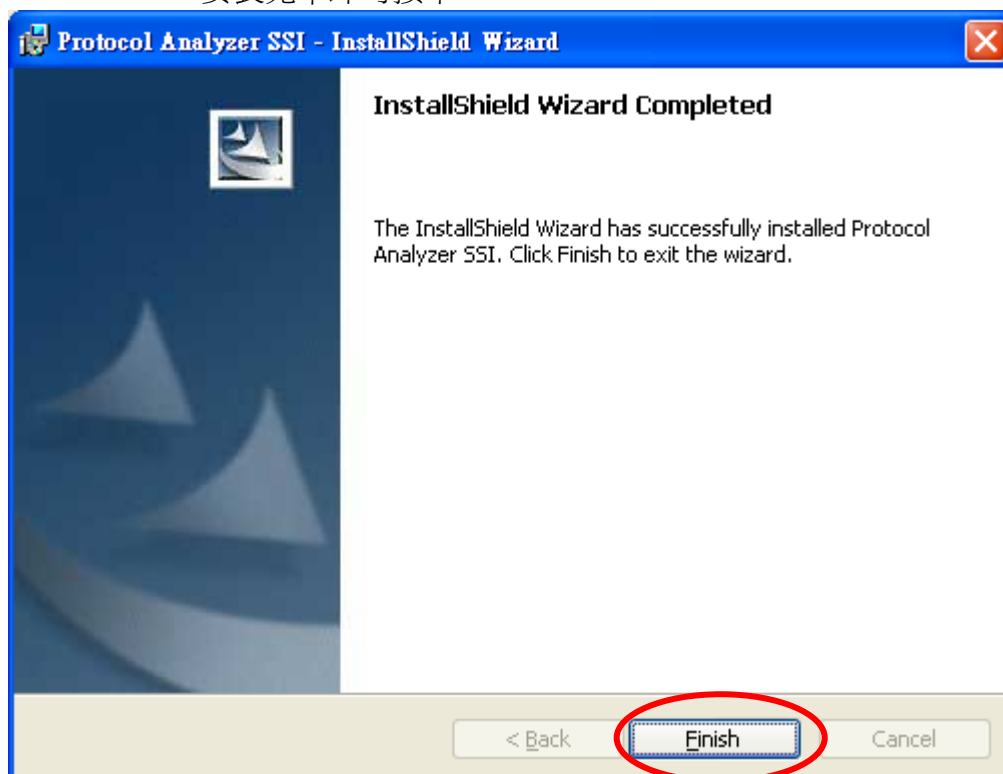 Protocol Analyzer SSI - InstallShield Wizard
InstallShield Wizard Completed
The InstallShield Wizard has successfully installed Protocol
Analyzer SSI. Click Finish to exit the wizard.
< Back
Finish
Cancel